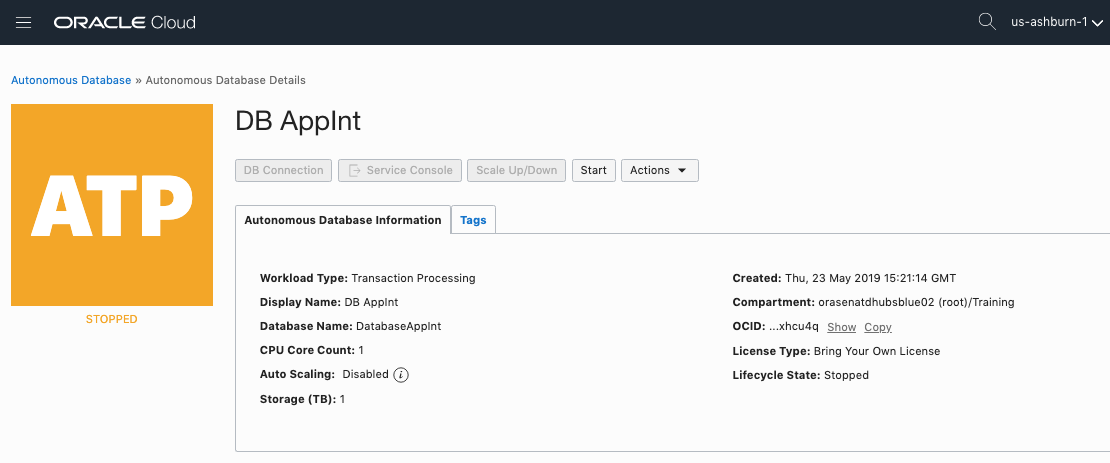 ORACLE Cloud
us-ashburn-1
Autonomous Database » Autonomous Database Details
ATP
STOPPED
DB AppInt
DB Connection
Service Console
Scale Up/Down
Start
Actions
Autonomous Database Information
Tags
Workload Type: Transaction Processing
Display Name: DB AppInt
Database Name: DatabaseAppInt
CPU Core Count: 1
Auto Scaling: Disabled i
Storage (TB): 1
Created: Thu, 23 May 2019 15:21:14 GMT
Compartment: orasenatdhubsblue02 (root)/Training
OCID: ...xhcu4q Show Copy
License Type: Bring Your Own License
Lifecycle State: Stopped